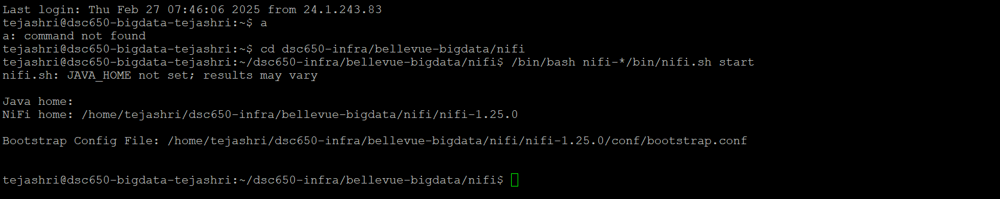 Last login: Thu Feb 27 07:46:06 2025 from 24.1.243.83
tejashri@dsc650-bigdata-tejashri:~$ a
a: command not found
tejashri@dsc650-bigdata-tejashri:~$ cd dsc650-infra/bellevue-bigdata/nifi
tejashri@dsc650-bigdata-tejashri:~/dsc650-infra/bellevue-bigdata/nifi$ /bin/bash nifi-*/bin/nifi.sh start
nifi.sh: JAVA_HOME not set; results may vary
Java home:
NiFi home: /home/tejashri/dsc650-infra/bellevue-bigdata/nifi/nifi-1.25.0
Bootstrap Config File: /home/tejashri/dsc650-infra/bellevue-bigdata/nifi/nifi-1.25.0/conf/bootstrap.conf
tejashri@dsc650-bigdata-tejashri:~/dsc650-infra/bellevue-bigdata/nifi$